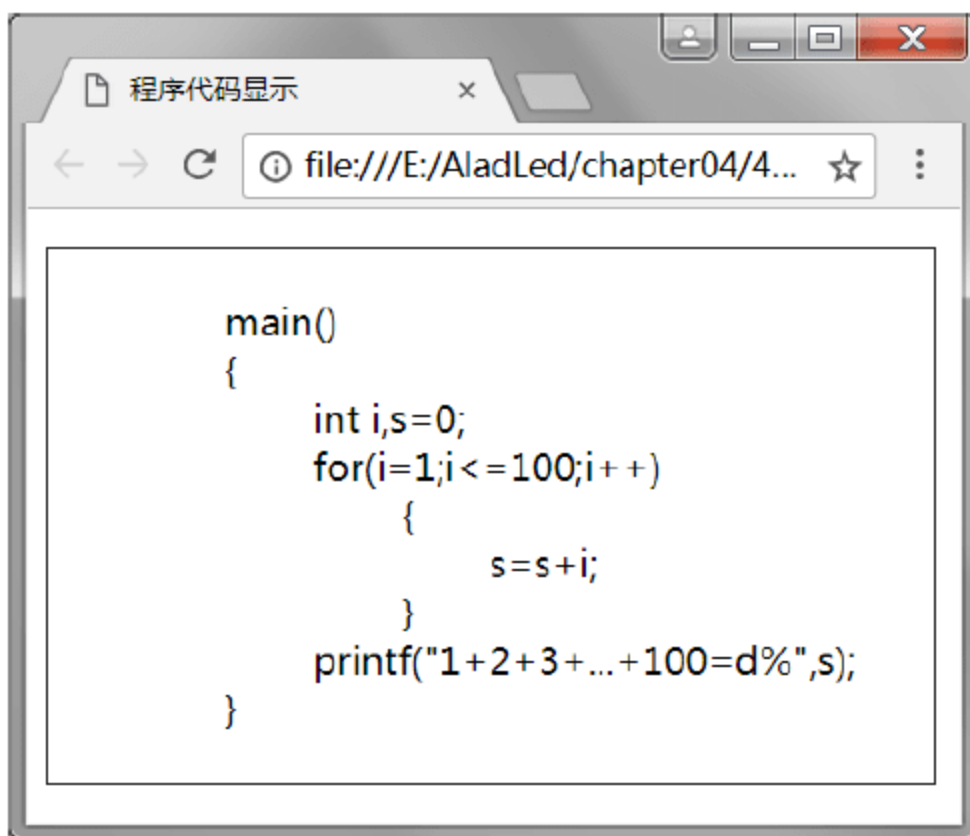 程序代码显示
file:///E:/AladLed/chapter04/4...
main()
{
int i,s=0;
for(i=1;i<=100;i++)
{
s=s+i;
}
printf("1+2+3+...+100=d%",s);
}